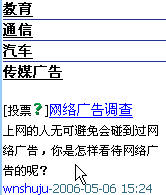 教育
通信
汽车
传媒广告
[投票?]网络广告调查
上网的人无可避免会碰到过网
络广告，你是怎样看待网络广
告的呢?
wnshuju-2006-05-06 15:24